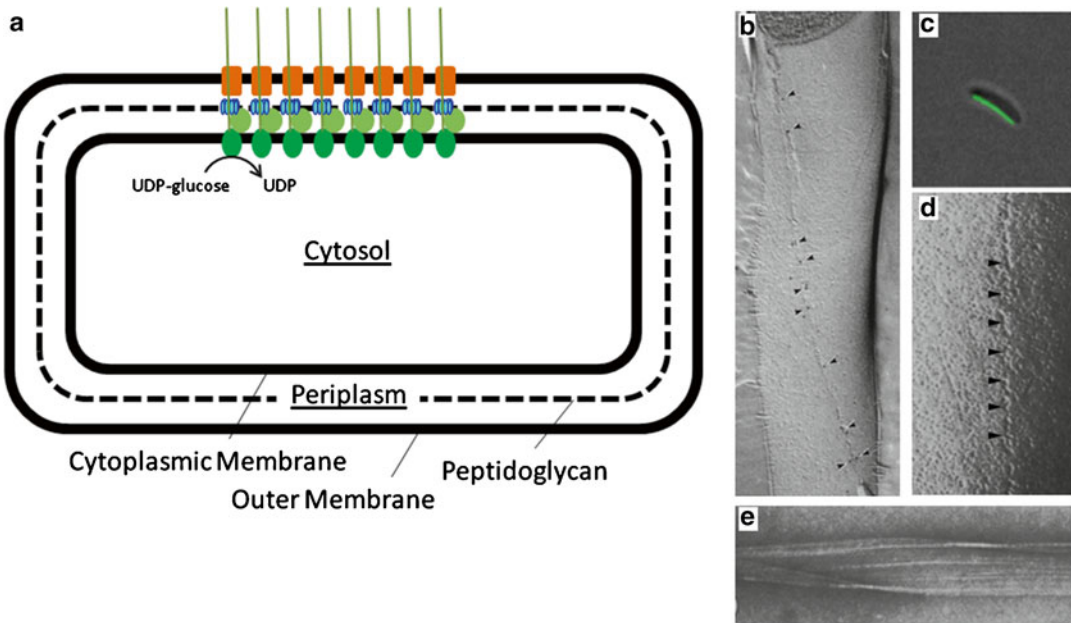 a
UDP-glucose
UDP
Cytosol
Periplasm
Cytoplasmic Membrane
Outer Membrane
Peptidoglycan
b
c
d
e